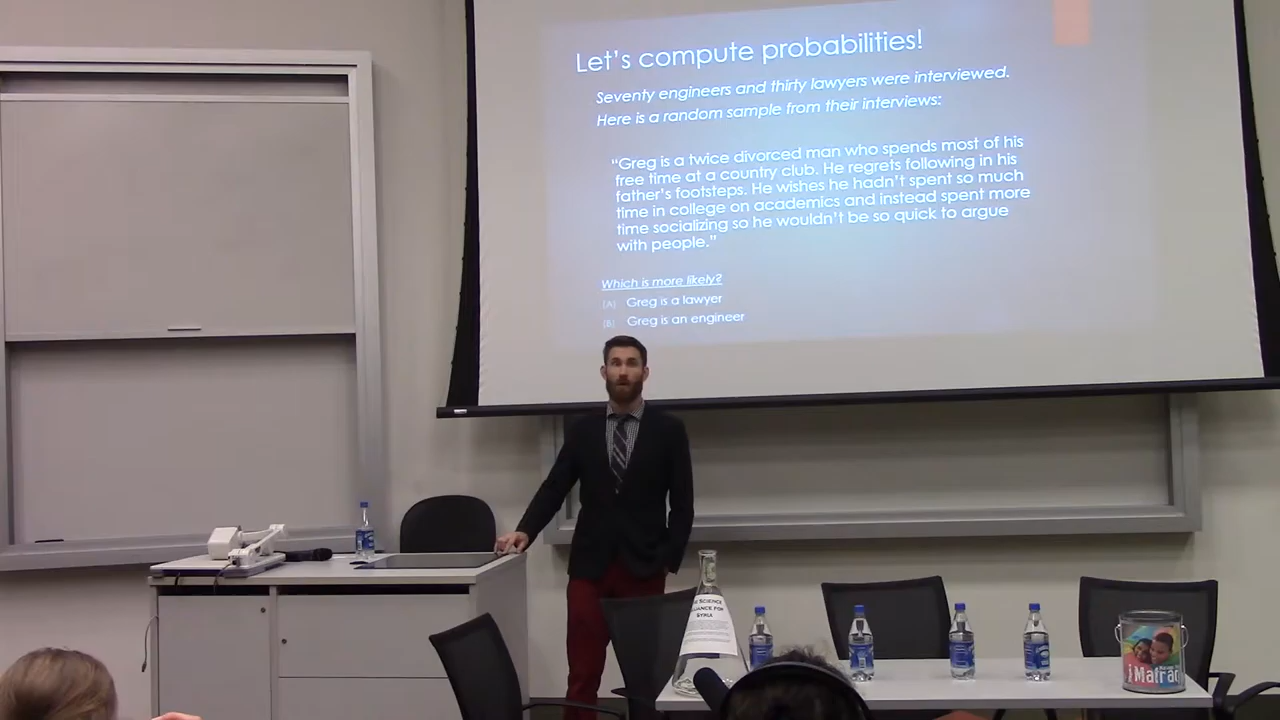 Let's compute probabilities!
Seventy engineers and thirty lawyers were interviewed.
Here is a random sample from their interviews:
"Greg is a twice divorced man who spends most of his
free time at a country club. He regrets following in his
father's footsteps. He wishes he hadn't spent so much
time in college on academics and instead spent more
time socializing so he wouldn't be so quick to argue
with people."
Which is more likely?
(A) Greg is a lawyer
(B) Greg is an engineer
Science
for
Syria